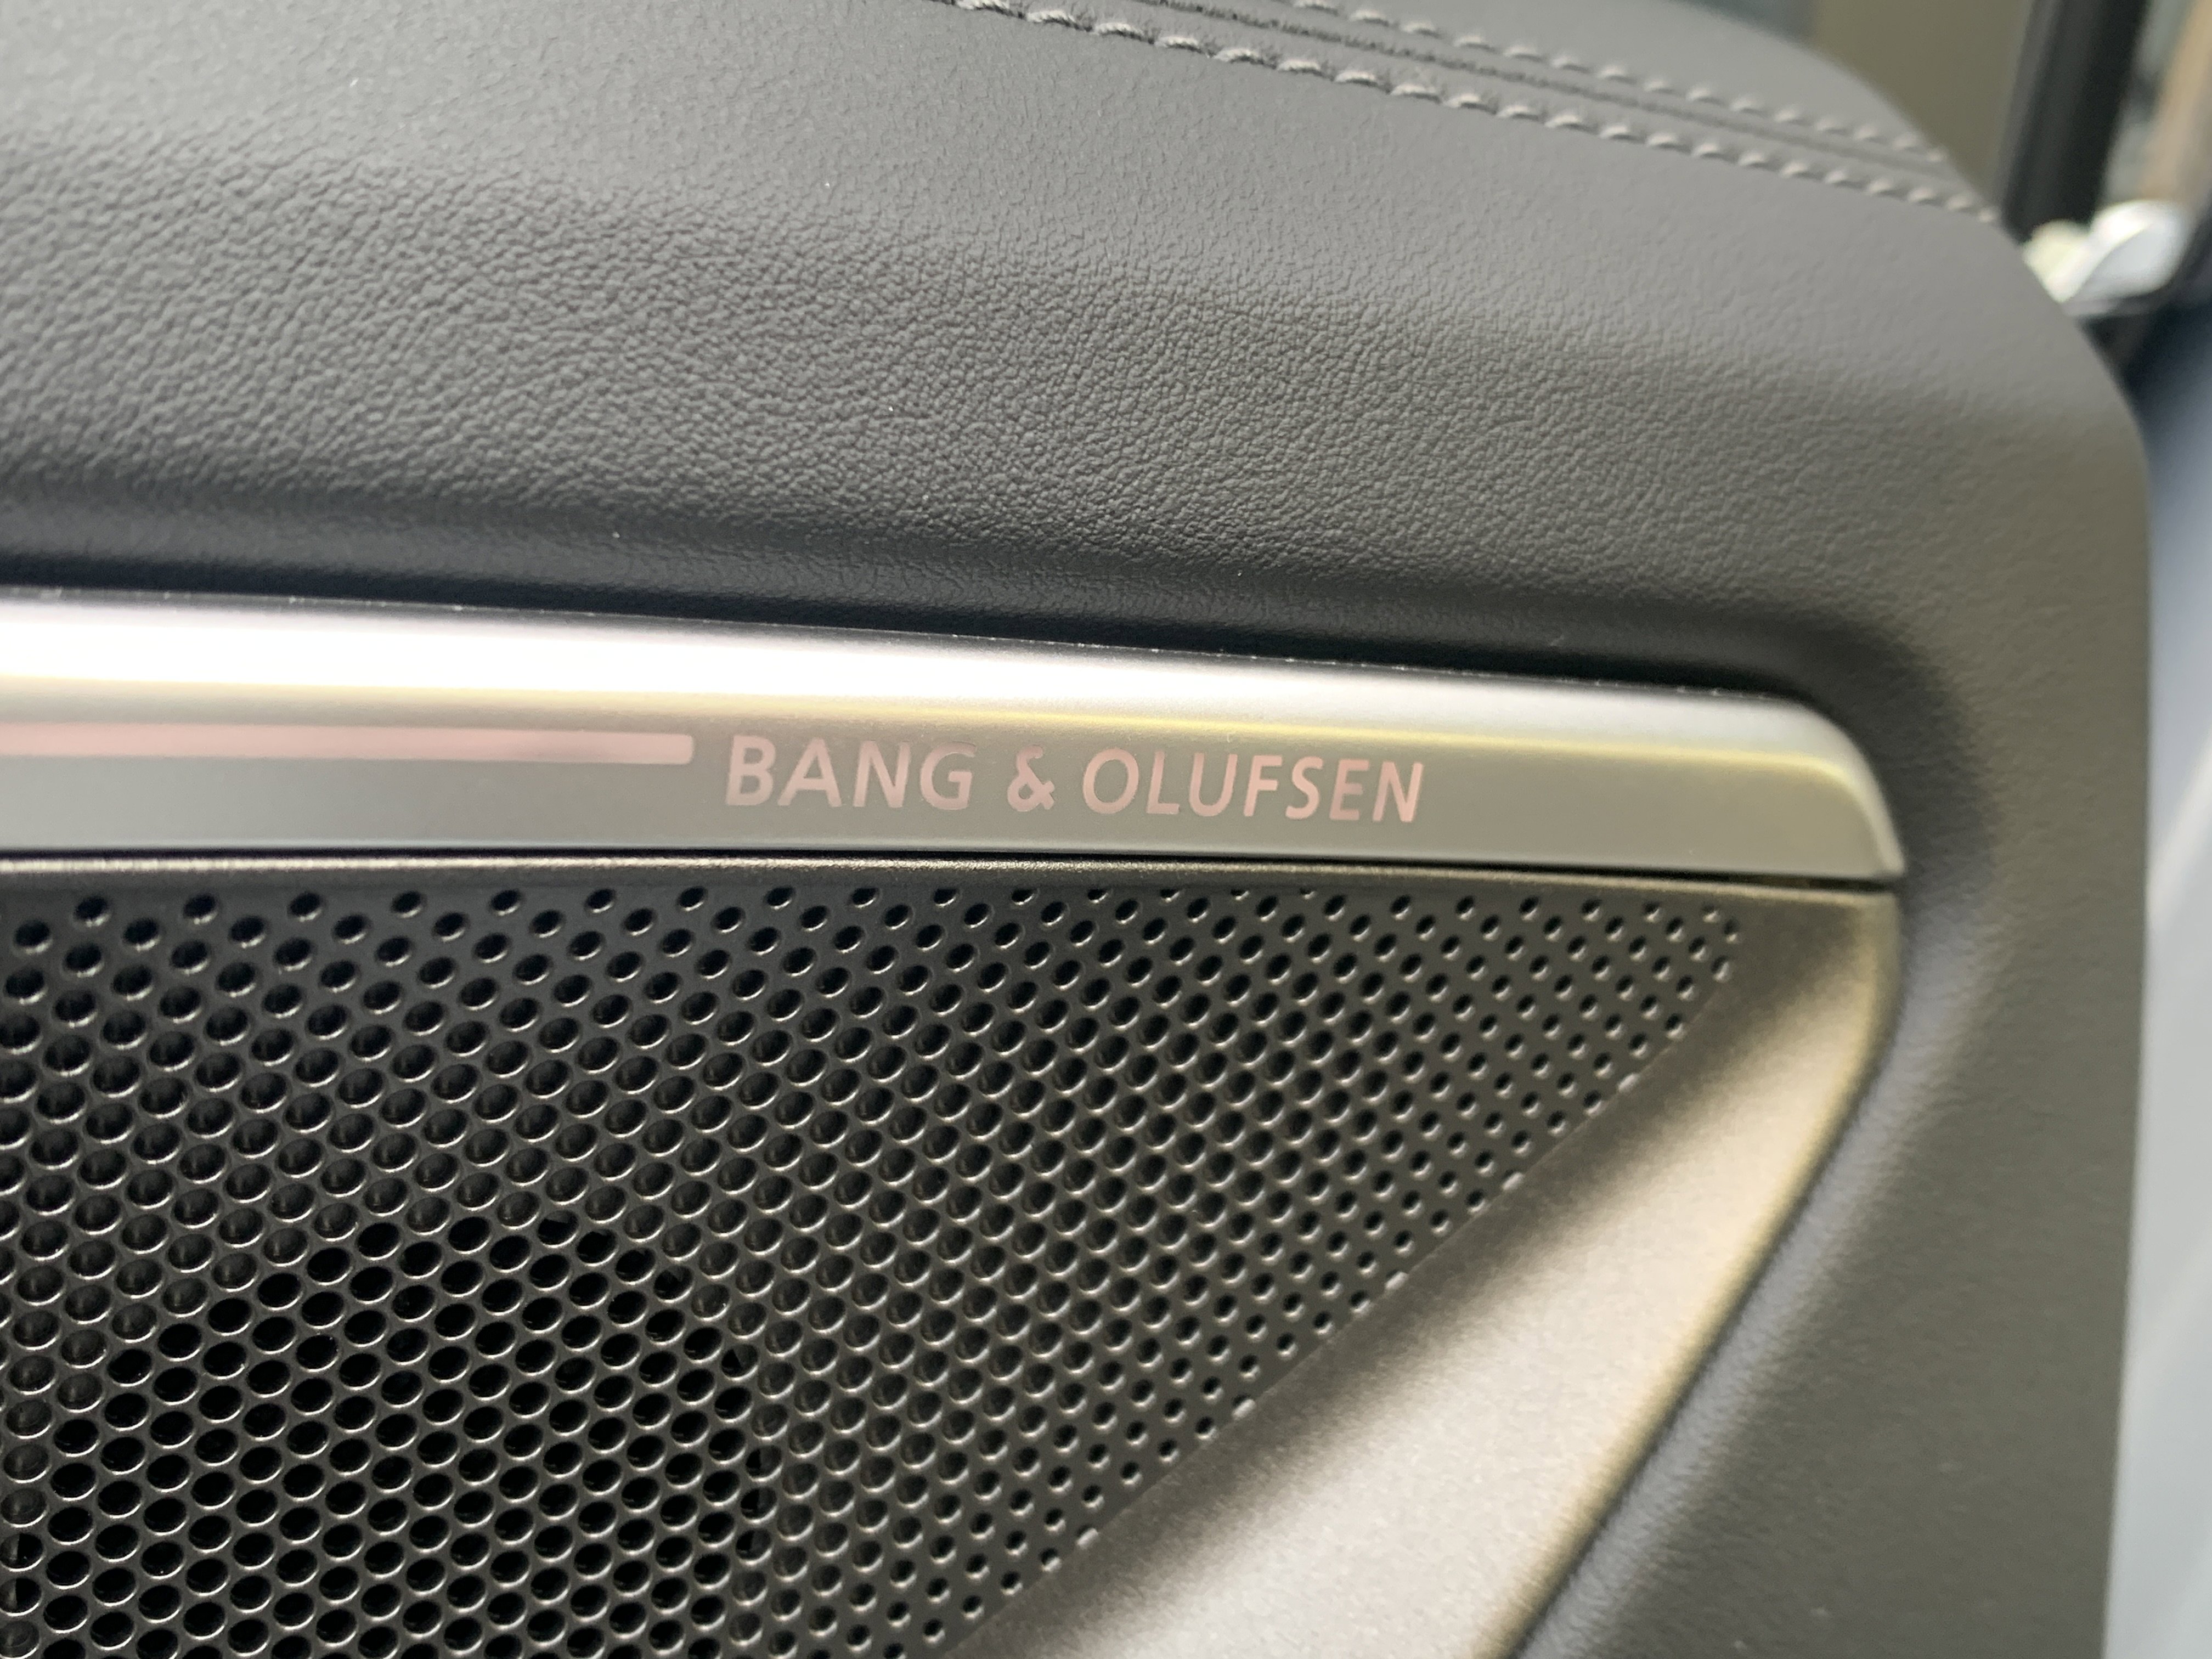 BANG & OLUFSEN